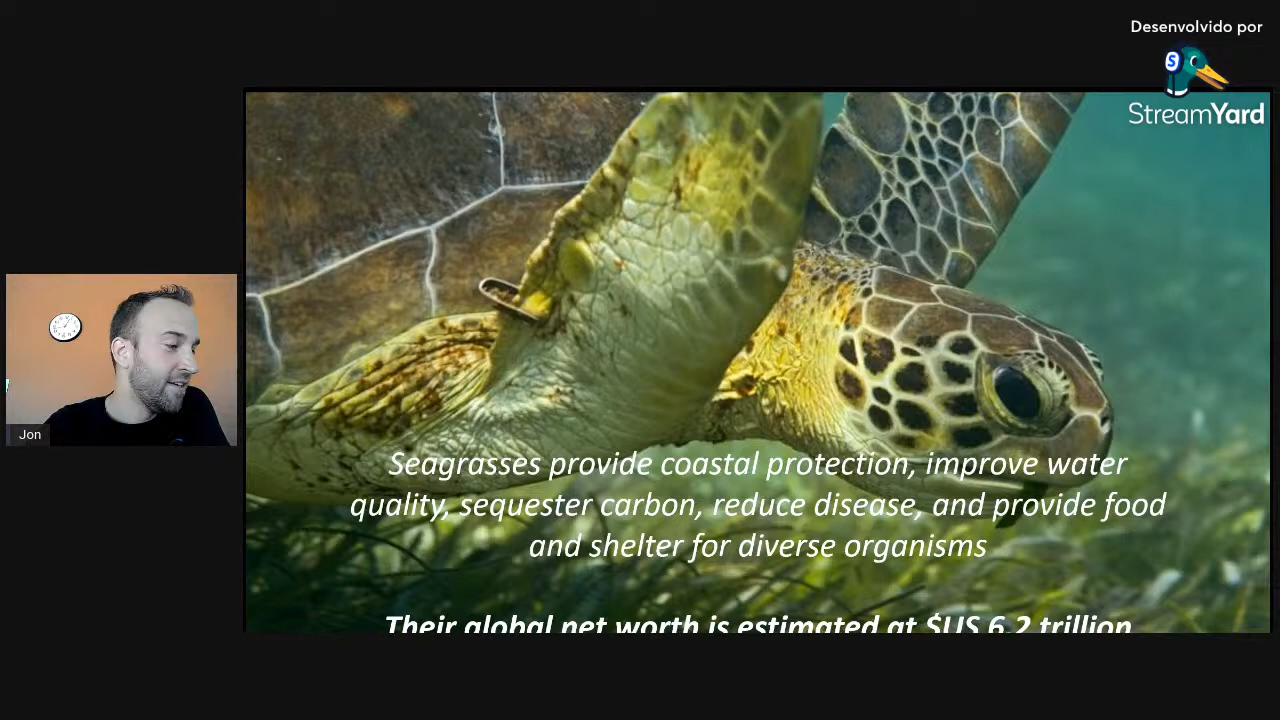 Desenvolvido por
StreamYard
Jon
Seagrasses provide coastal protection, improve water
quality, sequester carbon, reduce disease, and provide food
and shelter for diverse organisms
Their global net worth is estimated at $US 6.2 trillion